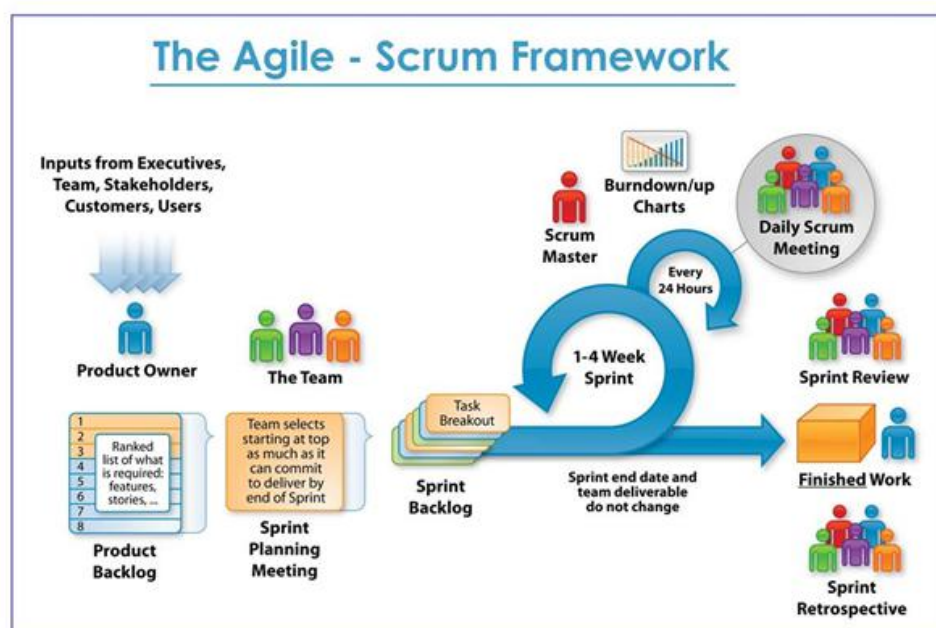 The Agile - Scrum Framework
Inputs from Executives,
Team, Stakeholders,
Customers, Users
Product Owner
The Team
1
2
3
4
5
6
7
8
Ranked
list of what
is required:
features,
stories, ...
Product
Backlog
Team selects
starting at top
as much as it
can commit
to deliver by
end of Sprint
Sprint
Planning
Meeting
Task
Breakout
Sprint
Backlog
Scrum
Master
Burndown/up
Charts
Every
24 Hours
Daily Scrum
Meeting
1-4 Week
Sprint
Sprint end date and
team deliverable
do not change
Sprint Review
Finished Work
Sprint
Retrospective